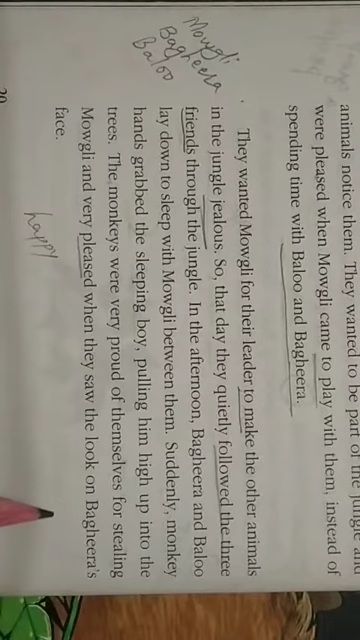 animals notice them. They wanted to be part of the jungle and
were pleased when Mowgli came to play with them, instead of
spending time with Baloo and Bagheera.
Mowgli
Bagheera
Baloo
They wanted Mowgli for their leader to make the other animals
in the jungle jealous. So, that day they quietly followed the three
friends through the jungle. In the afternoon, Bagheera and Baloo
lay down to sleep with Mowgli between them. Suddenly, monkey
hands grabbed the sleeping boy, pulling him high up into the
trees. The monkeys were very proud of themselves for stealing
Mowgli and very pleased when they saw the look on Bagheera's
face.
happy
20